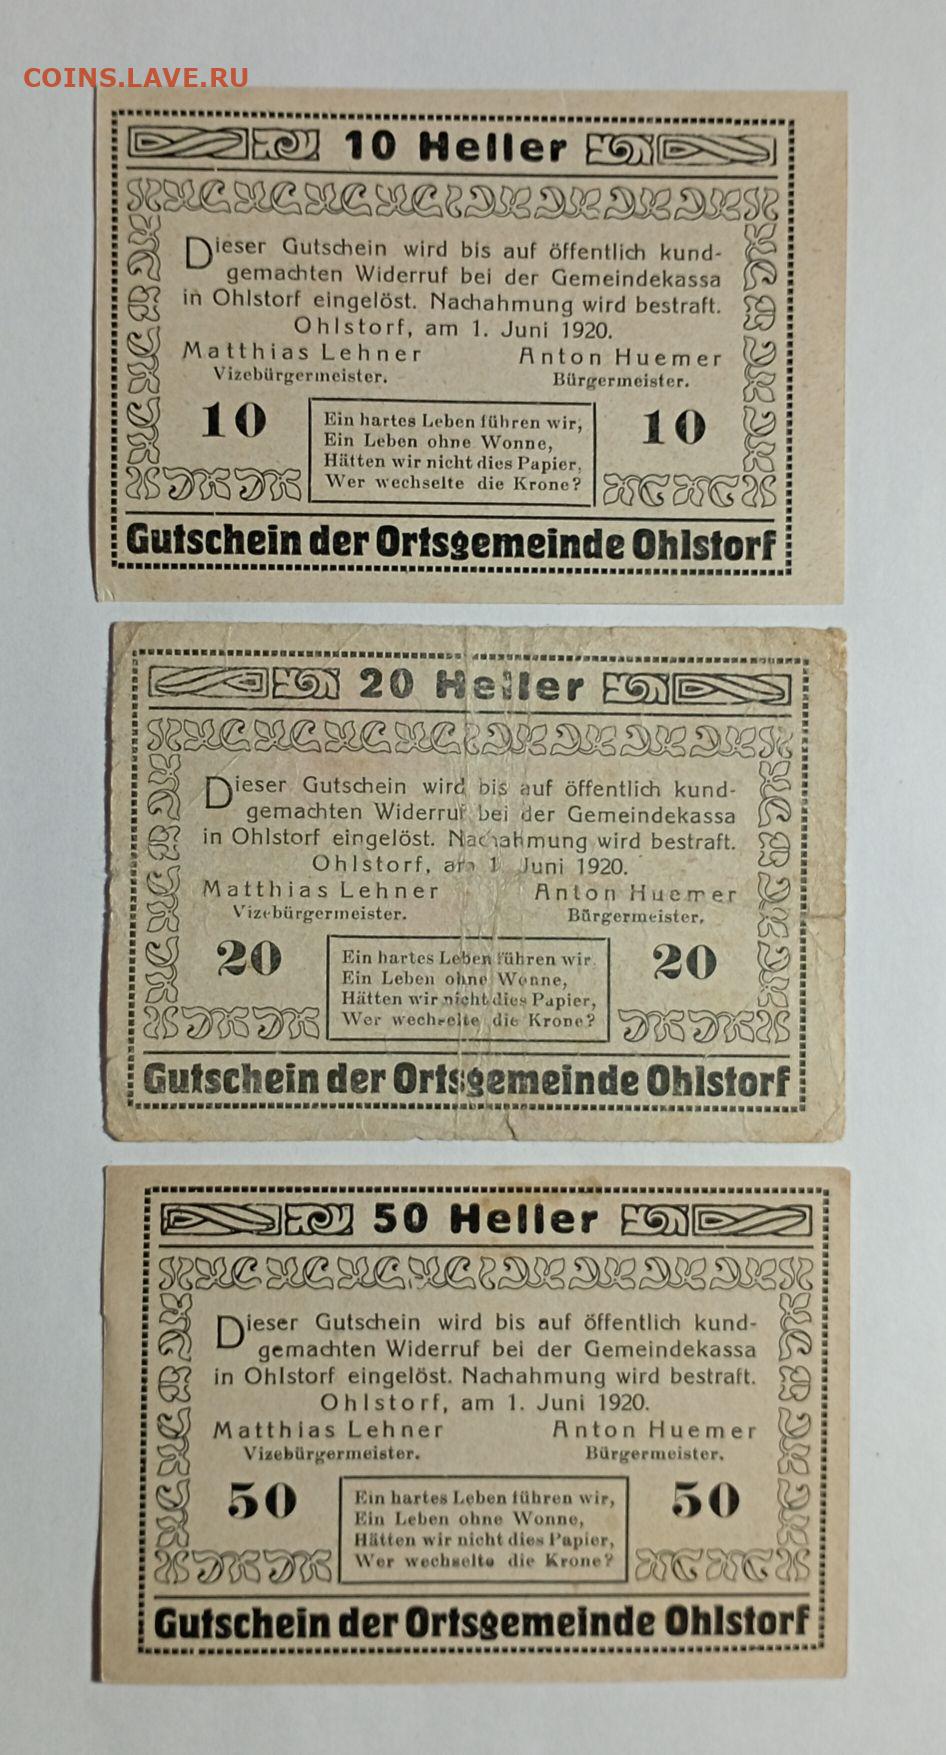 COINS.LAVE.RU
10 Heller
Dieser Gutschein wird bis auf öffentlich kund-
gemachten Widerruf bei der Gemeindekassa
in Ohlstorf eingelöst. Nachahmung wird bestraft.
Ohlstorf, am 1. Juni 1920.
Matthias Lehner Anton Huemer
Vizebürgermeister. Bürgermeister.
10 10
Ein hartes Leben führen wir,
Ein Leben ohne Wonne,
Hätten wir nicht dies Papier,
Wer wechselte die Krone?
Gutschein der Ortsgemeinde Ohlstorf
20 Heller
Dieser Gutschein wird bis auf öffentlich kund-
gemachten Widerruf bei der Gemeindekassa
in Ohlstorf eingelöst. Nachahmung wird bestraft.
Ohlstorf, am 1. Juni 1920.
Matthias Lehner Anton Huemer
Vizebürgermeister. Bürgermeister.
20 20
Ein hartes Leben führen wir
Ein Leben ohne Wonne,
Hätten wir nicht dies Papier,
Wer wechselte die Krone?
Gutschein der Ortsgemeinde Ohlstorf
50 Heller
Dieser Gutschein wird bis auf öffentlich kund-
gemachten Widerruf bei der Gemeindekassa
in Ohlstorf eingelöst. Nachahmung wird bestraft.
Ohlstorf, am 1. Juni 1920.
Matthias Lehner Anton Huemer
Vizebürgermeister. Bürgermeister.
50 50
Ein hartes Leben führen wir,
Ein Leben ohne Wonne,
Hätten wir nicht dies Papier,
Wer wechselte die Krone?
Gutschein der Ortsgemeinde Ohlstorf